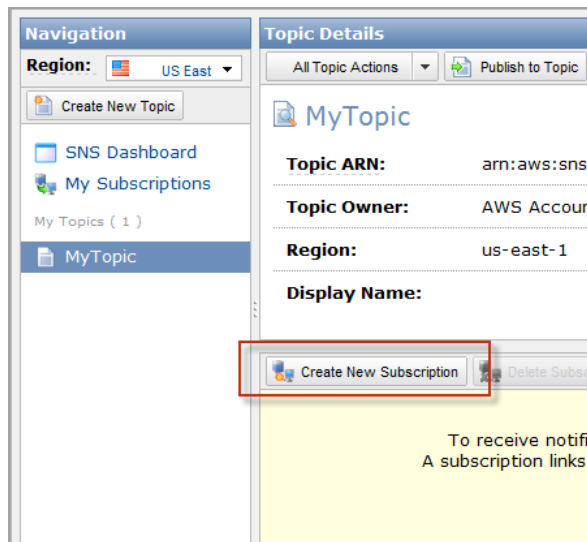 Navigation
Region: US East
Create New Topic
SNS Dashboard
My Subscriptions
My Topics ( 1 )
MyTopic
Topic Details
All Topic Actions Publish to Topic
MyTopic
Topic ARN: arn:aws:sns
Topic Owner: AWS Accoun
Region: us-east-1
Display Name:
Create New Subscription Delete Subsc
To receive notifi
A subscription links